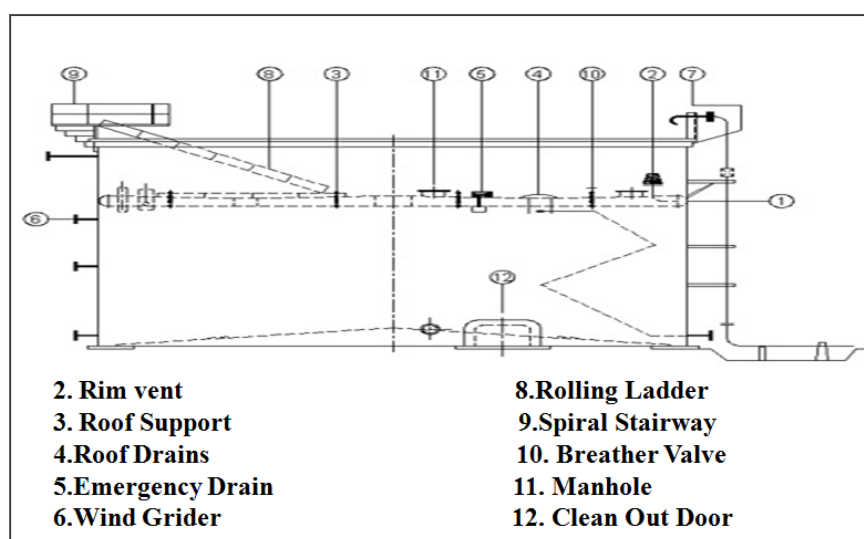 9 8 3 11 5 4 10 2 7
1
6
12
2. Rim vent
3. Roof Support
4.Roof Drains
5.Emergency Drain
6.Wind Grider
8.Rolling Ladder
9.Spiral Stairway
10. Breather Valve
11. Manhole
12. Clean Out Door